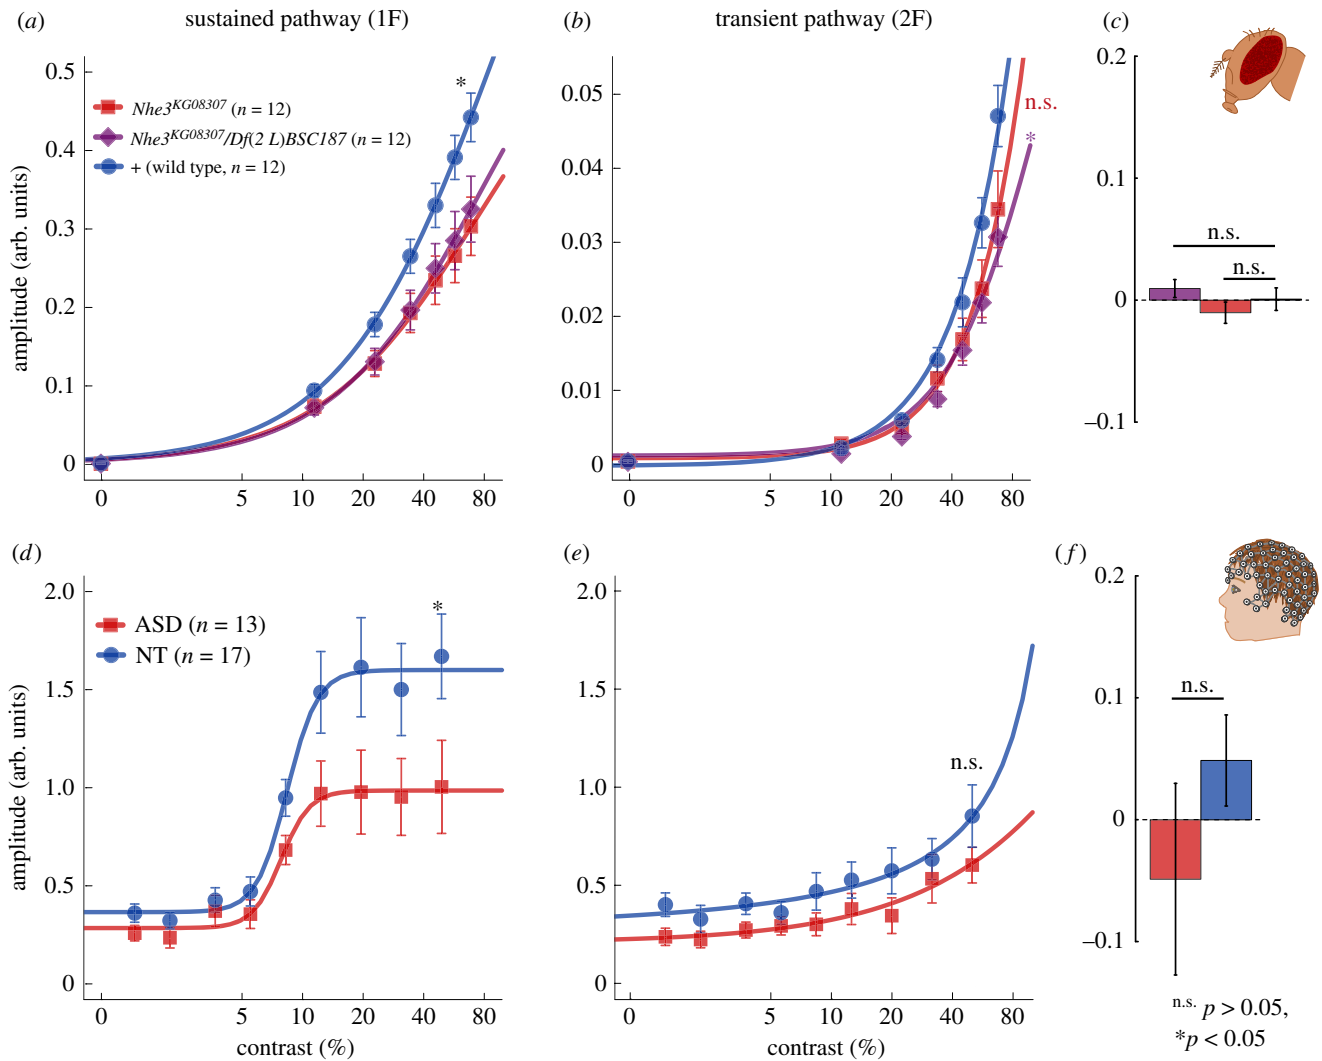 (a)
sustained pathway (1F)
transient pathway (2F)
(b)
(c)
amplitude (arb. units)
0.5
0.4
0.3
0.2
0.1
0
Nhe3KG08307 (n = 12)
Nhe3KG08307/Df(2 L)BSC187 (n = 12)
+ (wild type, n = 12)
*
0 5 10 20 40 80
0.05
0.04
0.03
0.02
0.01
0
n.s.
*
0 5 10 20 40 80
0.2
0.1
0
–0.1
n.s.
n.s.
(d)
(e)
(f)
amplitude (arb. units)
2.0
1.5
1.0
0.5
0
ASD (n = 13)
NT (n = 17)
*
0 5 10 20 40 80
contrast (%)
2.0
1.5
1.0
0.5
0
n.s.
0 5 10 20 40 80
contrast (%)
0.2
0.1
0
–0.1
n.s.
n.s. p > 0.05,
*p < 0.05